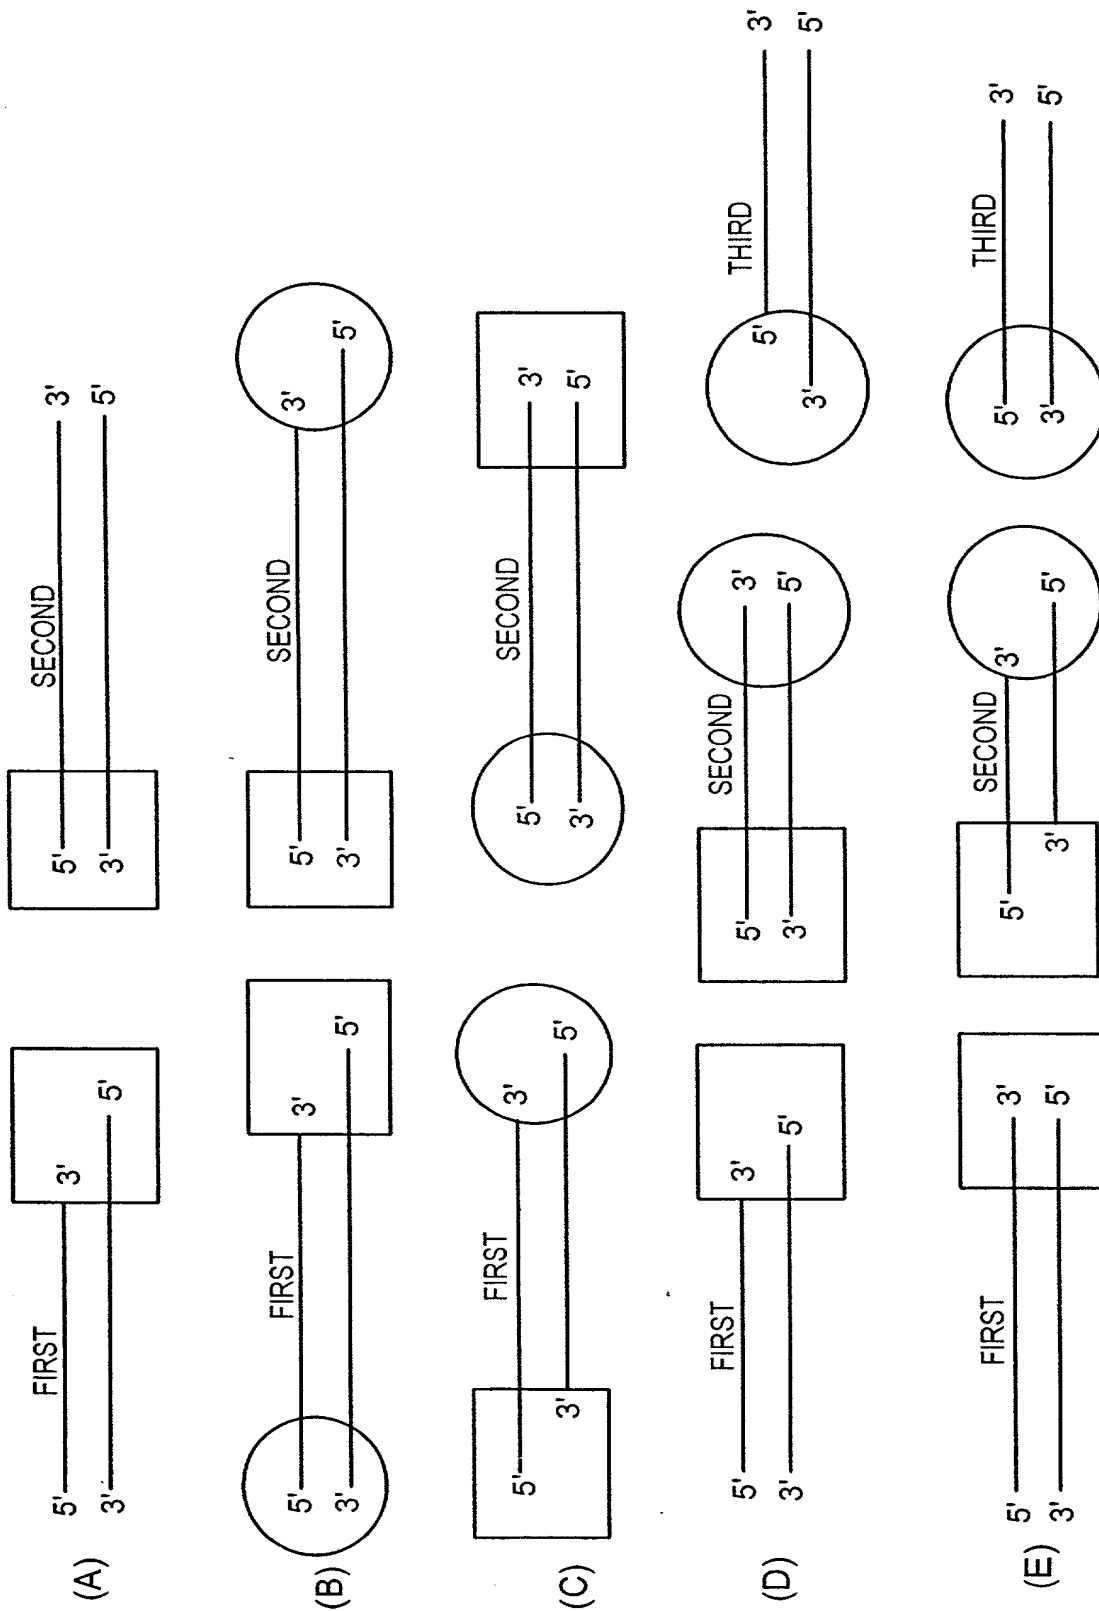 FIRST SECOND
5' 3' 5' 3'
(A)
3' 5' 3' 5'
FIRST SECOND
5' 3' 5' 3'
(B)
3' 5' 3' 5'
FIRST SECOND
5' 3' 5' 3'
(C)
3' 5' 3' 5'
FIRST SECOND THIRD
5' 3' 5' 3' 5' 3'
(D)
3' 5' 3' 5' 3' 5'
FIRST SECOND THIRD
5' 3' 5' 3' 5' 3'
(E)
3' 5' 3' 5' 3' 5'